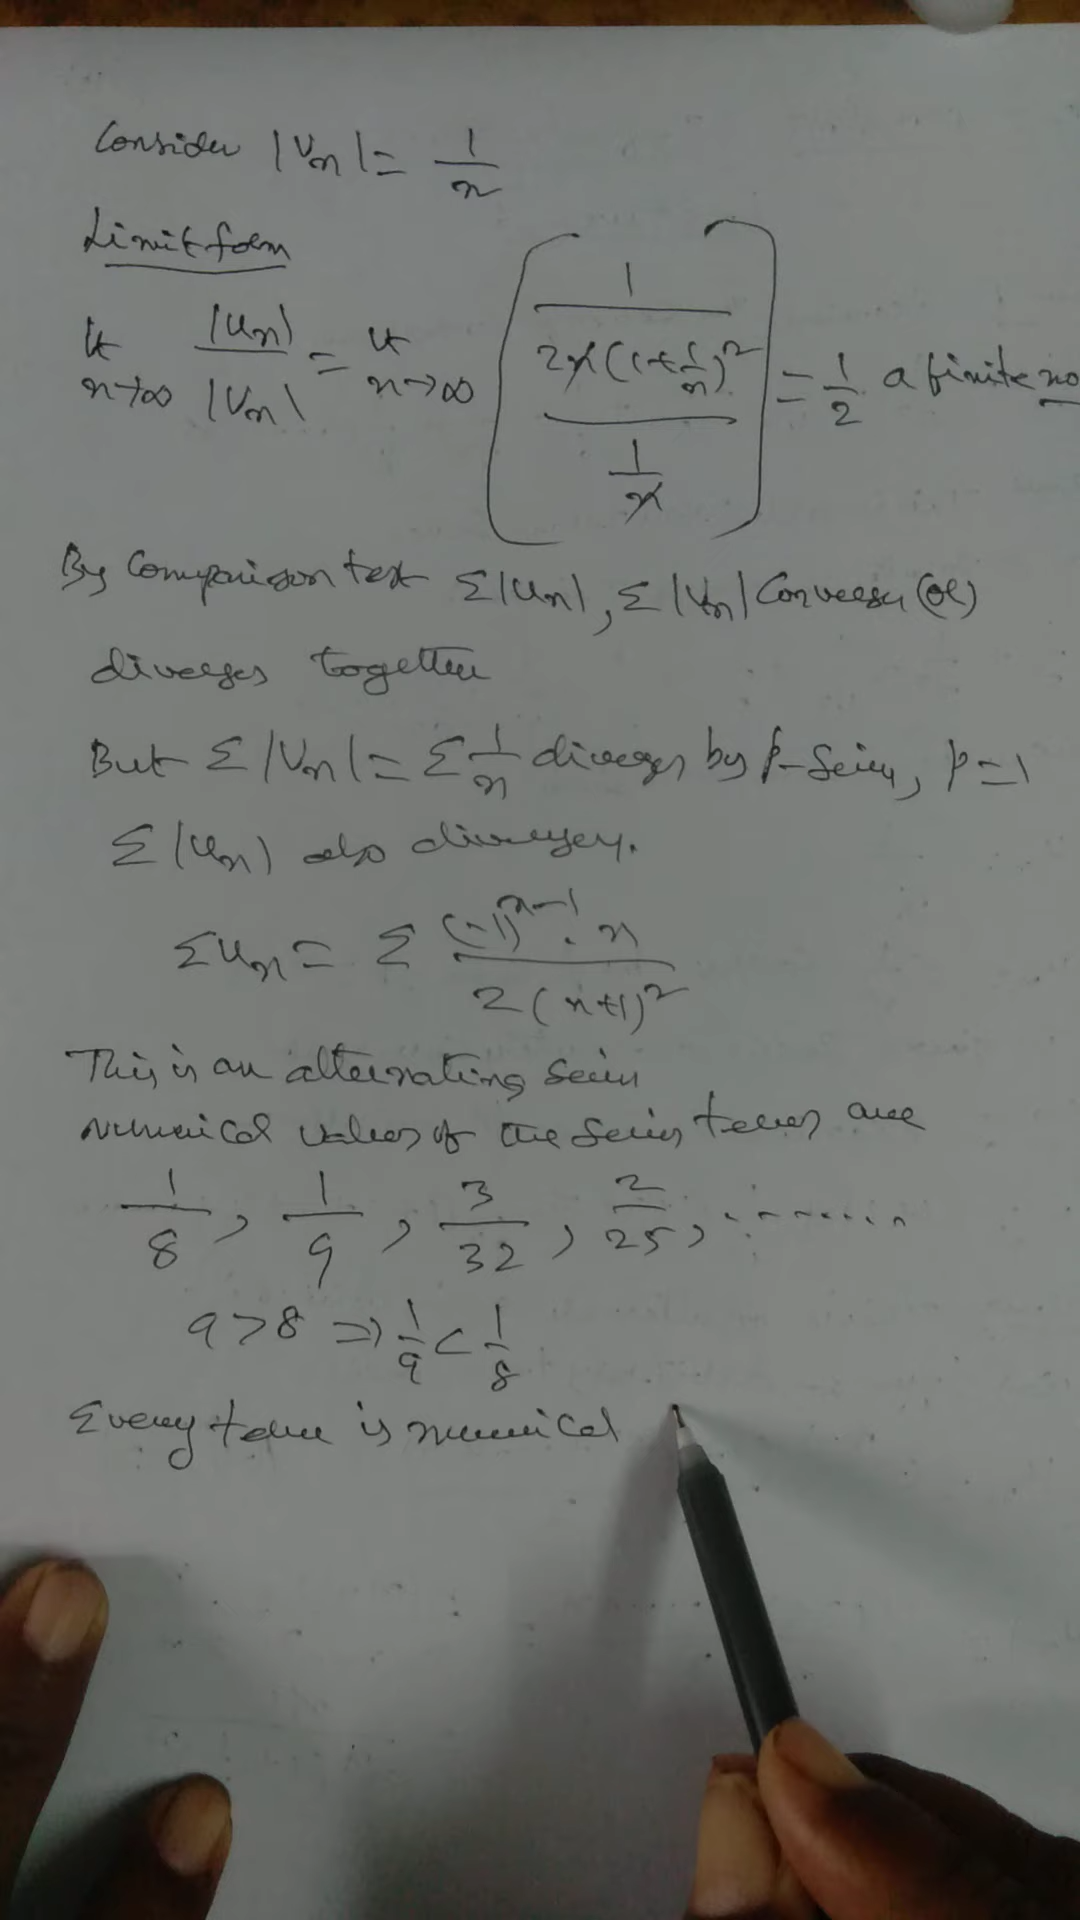 Consider |Vn| = 1/n
Limit form
lt n→∞ |un|/|Vn| = lt n→∞ [ (1/(2n(1+1/n)^2)) / (1/n) ] = 1/2 a finite no
By Comparison test Σ|un|, Σ|Vn| Converges (or)
diverges together
But Σ|Vn| = Σ 1/n diverges by p-series, p=1
Σ|un| also diverges.
Σun = Σ (-1)^(n-1) . n / 2(n+1)^2
This is an alternating series
numerical values of the series terms are
1/8, 1/9, 3/32, 2/25, ........
9>8 ⇒ 1/9 < 1/8
Every term is numerical